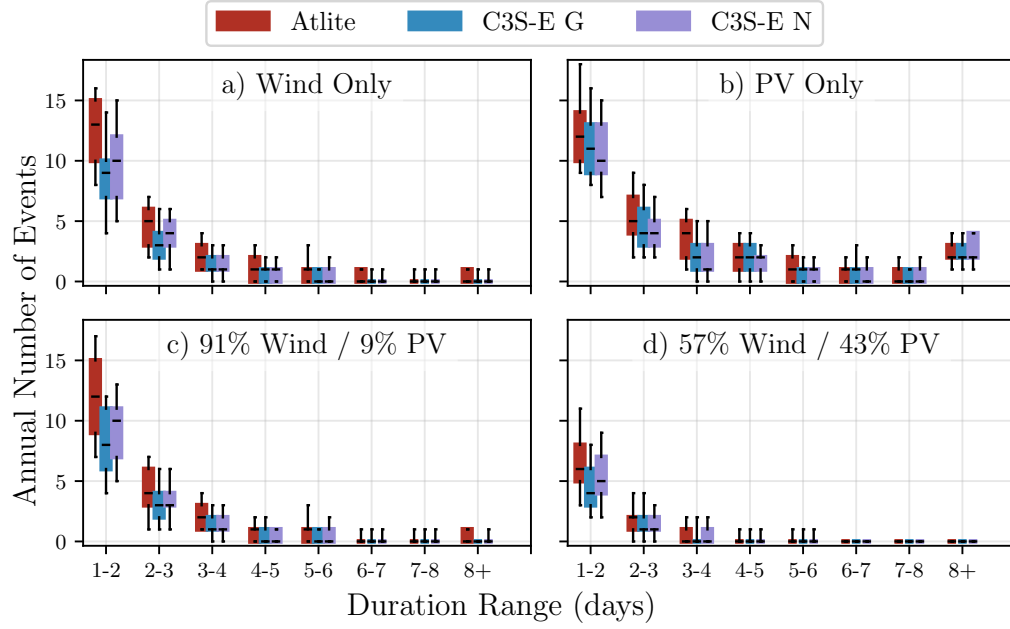 Atlite C3S-E G C3S-E N
a) Wind Only
b) PV Only
15
10
5
0
c) 91% Wind / 9% PV
d) 57% Wind / 43% PV
15
10
5
0
Annual Number of Events
1-2 2-3 3-4 4-5 5-6 6-7 7-8 8+
1-2 2-3 3-4 4-5 5-6 6-7 7-8 8+
Duration Range (days)